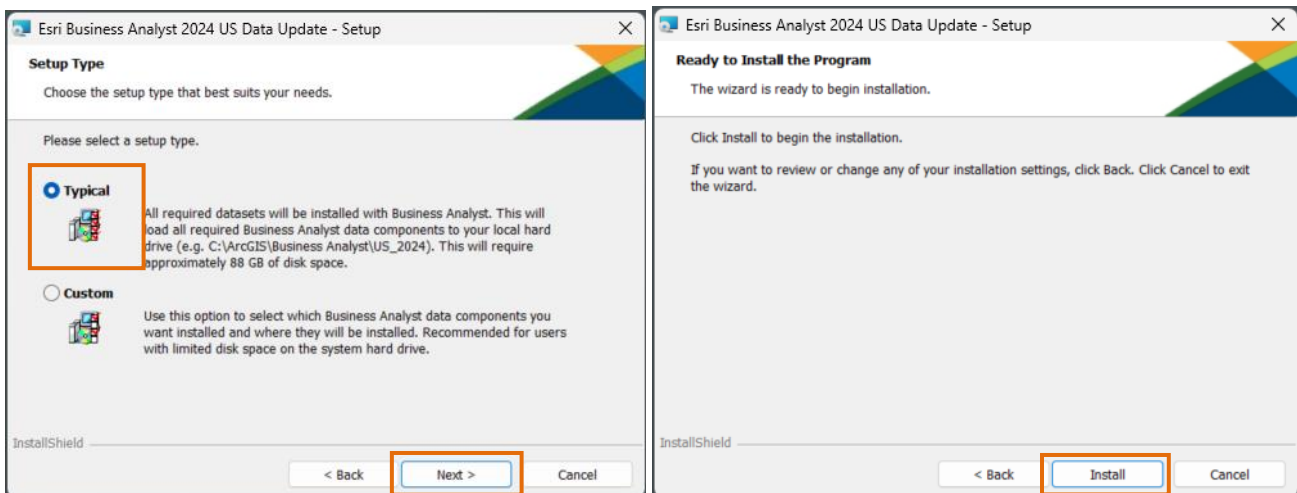 Esri Business Analyst 2024 US Data Update - Setup
Setup Type
Choose the setup type that best suits your needs.
Please select a setup type.
Typical
All required datasets will be installed with Business Analyst. This will
load all required Business Analyst data components to your local hard
drive (e.g. C:\ArcGIS\Business Analyst\US_2024). This will require
approximately 88 GB of disk space.
Custom
Use this option to select which Business Analyst data components you
want installed and where they will be installed. Recommended for users
with limited disk space on the system hard drive.
InstallShield
< Back
Next >
Cancel
Esri Business Analyst 2024 US Data Update - Setup
Ready to Install the Program
The wizard is ready to begin installation.
Click Install to begin the installation.
If you want to review or change any of your installation settings, click Back. Click Cancel to exit
the wizard.
InstallShield
< Back
Install
Cancel